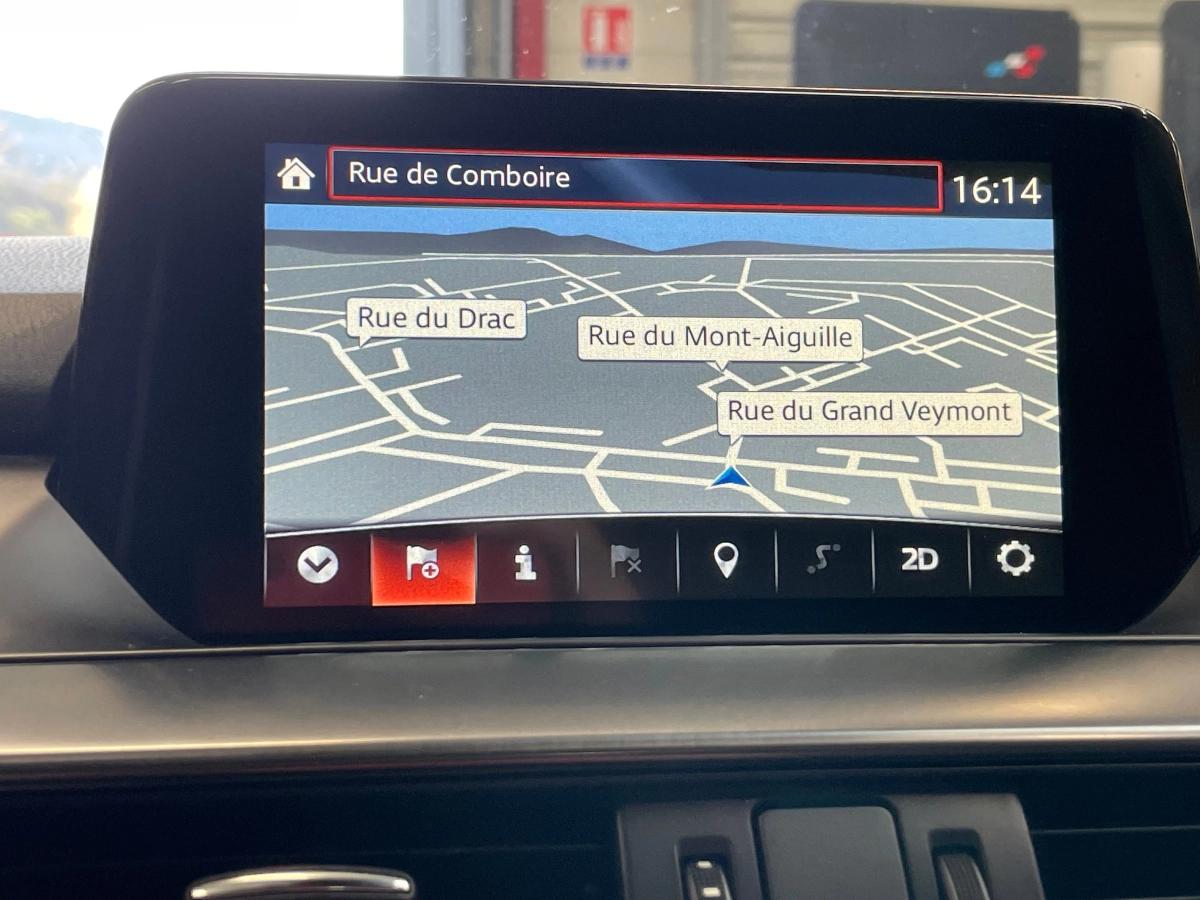 Rue de Comboire
16:14
Rue du Drac
Rue du Mont-Aiguille
Rue du Grand Veymont
2D